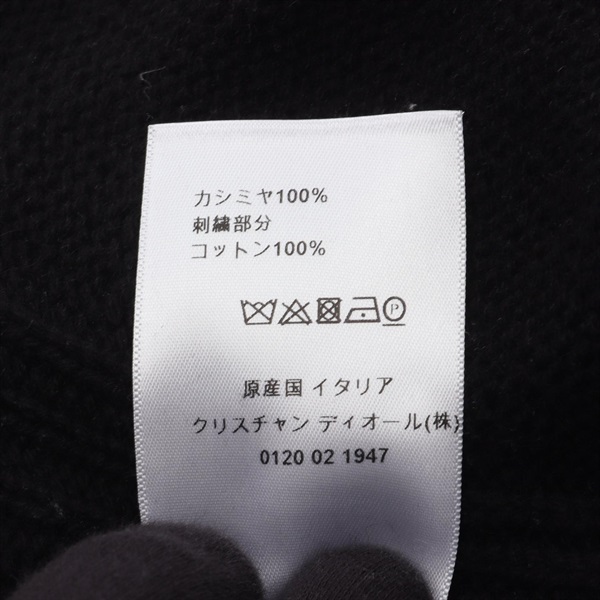 カシミヤ100%
刺繍部分
コットン100%
P
原産国 イタリア
クリスチャン ディオール(株)
0120 02 1947